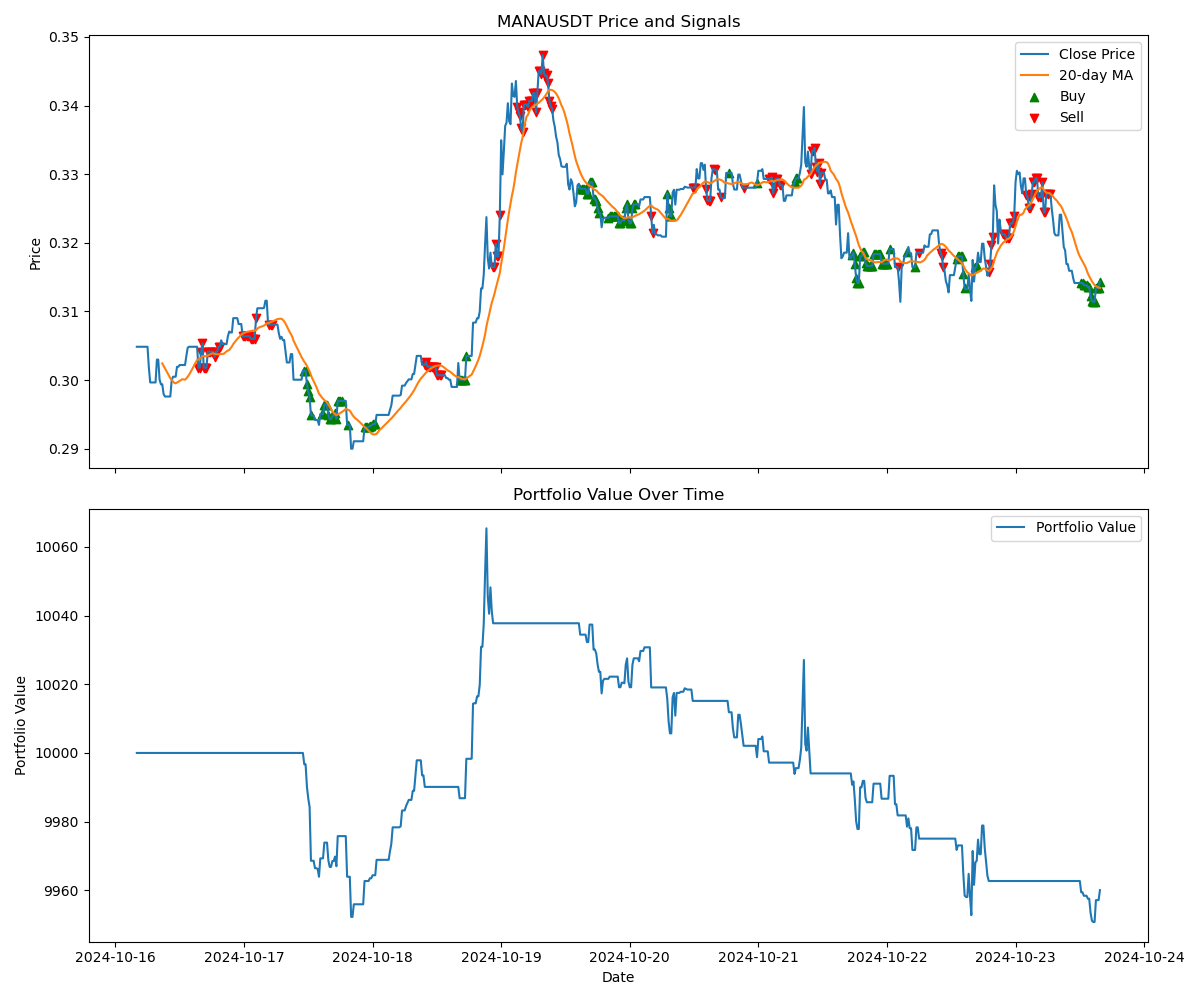 MANAUSDT Price and Signals
0.35
0.34
0.33
0.32
0.31
0.30
0.29
Price
Close Price
20-day MA
Buy
Sell
Portfolio Value Over Time
10060
10040
10020
10000
9980
9960
Portfolio Value
Portfolio Value
2024-10-16
2024-10-17
2024-10-18
2024-10-19
2024-10-20
2024-10-21
2024-10-22
2024-10-23
2024-10-24
Date